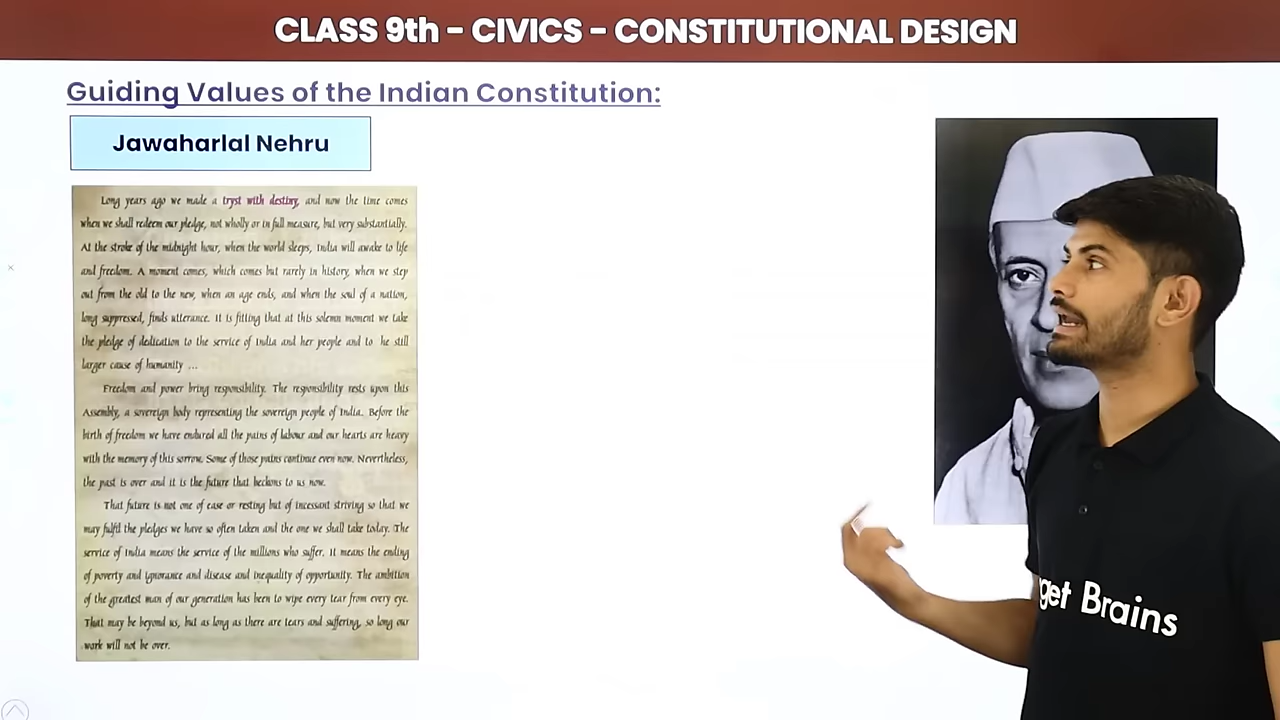 CLASS 9th - CIVICS - CONSTITUTIONAL DESIGN
Guiding Values of the Indian Constitution:
Jawaharlal Nehru
Long years ago we made a tryst with destiny, and now the time comes
when we shall redeem our pledge, not wholly or in full measure, but very substantially.
At the stroke of the midnight hour, when the world sleeps, India will awake to life
and freedom. A moment comes, which comes but rarely in history, when we step
out from the old to the new, when an age ends, and when the soul of a nation,
long suppressed, finds utterance. It is fitting that at this solemn moment we take
the pledge of dedication to the service of India and her people and to he still
larger cause of humanity ...
Freedom and power bring responsibility. The responsibility rests upon this
Assembly, a sovereign body representing the sovereign people of India. Before the
birth of freedom we have endured all the pains of labour and our hearts are heavy
with the memory of this sorrow. Some of those pains continue even now. Nevertheless,
the past is over and it is the future that beckons to us now.
That future is not one of ease or resting but of incessant striving so that we
may fulfil the pledges we have so often taken and the one we shall take today. The
service of India means the service of the millions who suffer. It means the ending
of poverty and ignorance and disease and inequality of opportunity. The ambition
of the greatest man of our generation has been to wipe every tear from every eye.
That may be beyond us, but as long as there are tears and suffering, so long our
work will not be over.
get Brains